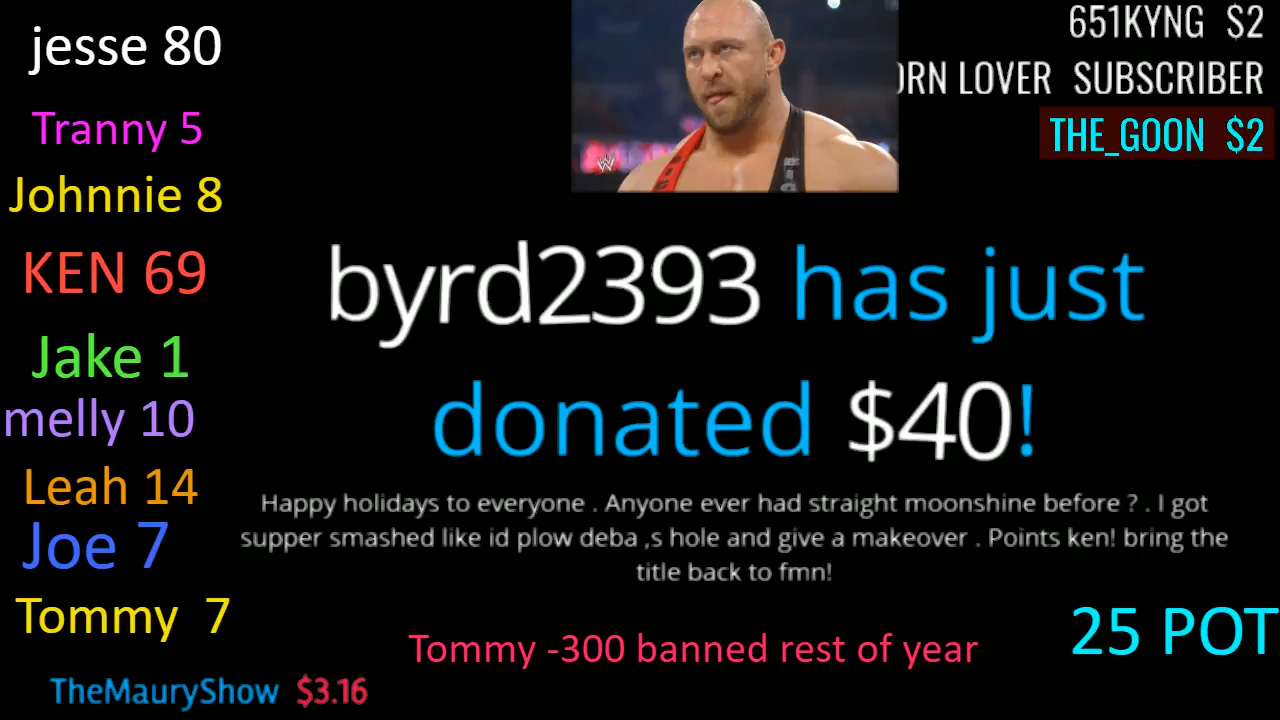 jesse 80
Tranny 5
Johnnie 8
KEN 69
Jake 1
melly 10
Leah 14
Joe 7
Tommy 7
TheMauryShow $3.16
W
651KYNG $2
ORN LOVER SUBSCRIBER
THE_GOON $2
byrd2393 has just
donated $40!
Happy holidays to everyone . Anyone ever had straight moonshine before ? . I got
supper smashed like id plow deba ,s hole and give a makeover . Points ken! bring the
title back to fmn!
Tommy -300 banned rest of year
25 POT